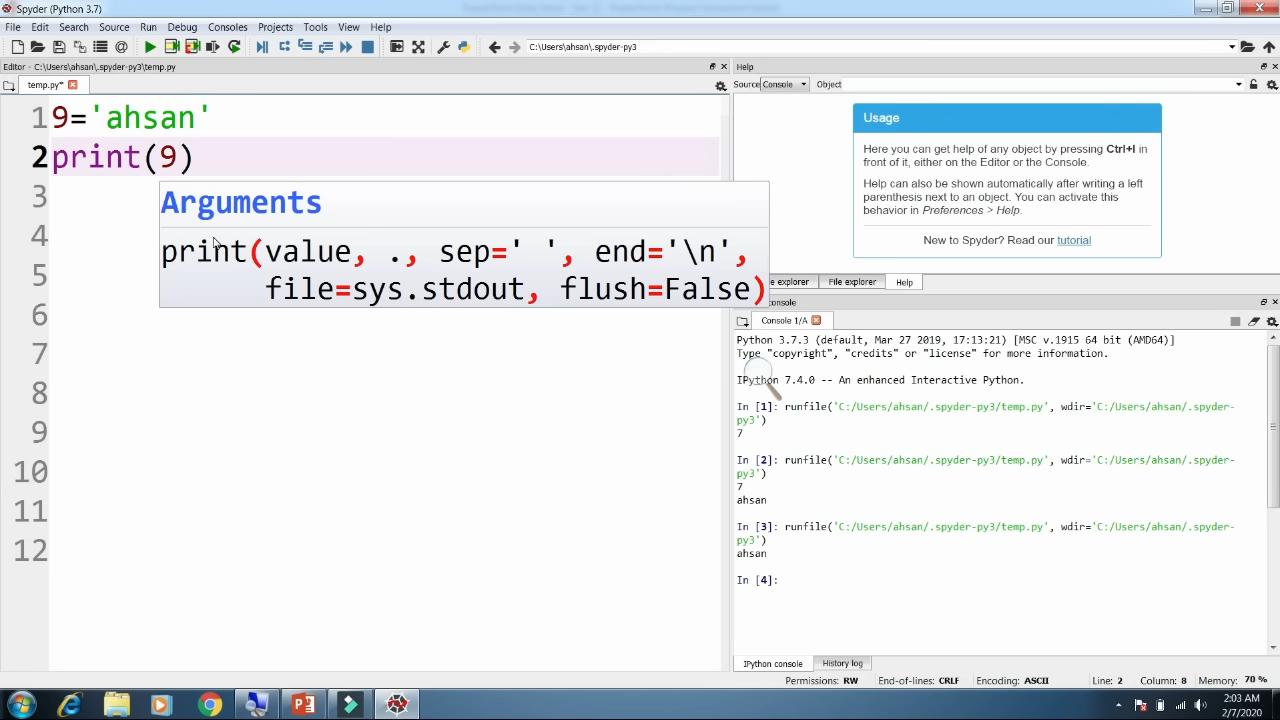 Spyder (Python 3.7)
File Edit Search Source Run Debug Consoles Projects Tools View Help
C:\Users\ahsan\.spyder-py3
Editor - C:\Users\ahsan\.spyder-py3\temp.py
temp.py*
1 9='ahsan'
2 print(9)
3
4
5
6
7
8
9
10
11
12
Arguments
print(value, ., sep=' ', end='\n',
file=sys.stdout, flush=False)
Help
Source Console Object
Usage
Here you can get help of any object by pressing Ctrl+I in
front of it, either on the Editor or the Console.
Help can also be shown automatically after writing a left
parenthesis next to an object. You can activate this
behavior in Preferences > Help.
New to Spyder? Read our tutorial
le explorer File explorer Help
onsole
Console 1/A
Python 3.7.3 (default, Mar 27 2019, 17:13:21) [MSC v.1915 64 bit (AMD64)]
Type "copyright", "credits" or "license" for more information.
IPython 7.4.0 -- An enhanced Interactive Python.
In [1]: runfile('C:/Users/ahsan/.spyder-py3/temp.py', wdir='C:/Users/ahsan/.spyder-
py3')
7
In [2]: runfile('C:/Users/ahsan/.spyder-py3/temp.py', wdir='C:/Users/ahsan/.spyder-
py3')
7
ahsan
In [3]: runfile('C:/Users/ahsan/.spyder-py3/temp.py', wdir='C:/Users/ahsan/.spyder-
py3')
ahsan
In [4]:
IPython console History log
Permissions: RW End-of-lines: CRLF Encoding: ASCII Line: 2 Column: 8 Memory: 70 %
2:03 AM
2/7/2020